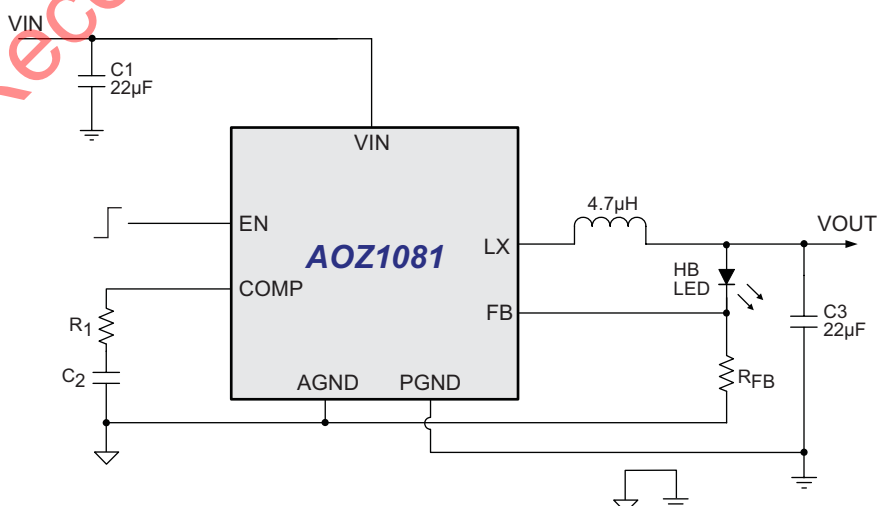 VIN
C1
22µF
VIN
EN
AOZ1081
LX
4.7µH
VOUT
COMP
HB
LED
FB
R1
C3
22µF
C2
AGND
PGND
RFB